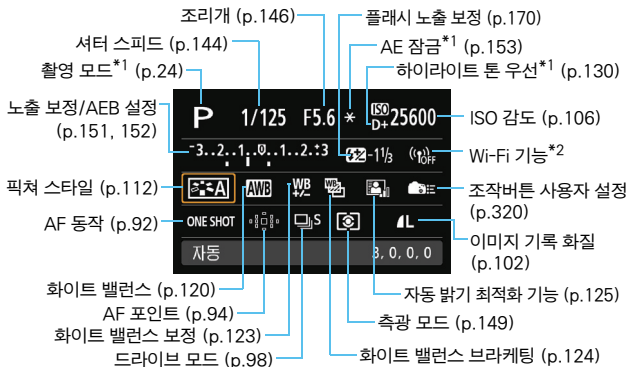 조리개 (p.146)
플래시 노출 보정 (p.170)
셔터 스피드 (p.144)
AE 잠금*1 (p.153)
촬영 모드*1 (p.24)
하이라이트 톤 우선*1 (p.130)
노출 보정/AEB 설정
(p.151, 152)
P 1/125 F5.6 * ISO D+ 25600
ISO 감도 (p.106)
-3..2..1..0..1..2..+3 -1 1/3 OFF
Wi-Fi 기능*2
픽쳐 스타일 (p.112)
A AWB WB +/- WB
조작버튼 사용자 설정
(p.320)
AF 동작 (p.92)
ONE SHOT S L
이미지 기록 화질
(p.102)
자동 3, 0, 0, 0
화이트 밸런스 (p.120)
자동 밝기 최적화 기능 (p.125)
AF 포인트 (p.94)
측광 모드 (p.149)
화이트 밸런스 보정 (p.123)
화이트 밸런스 브라케팅 (p.124)
드라이브 모드 (p.98)